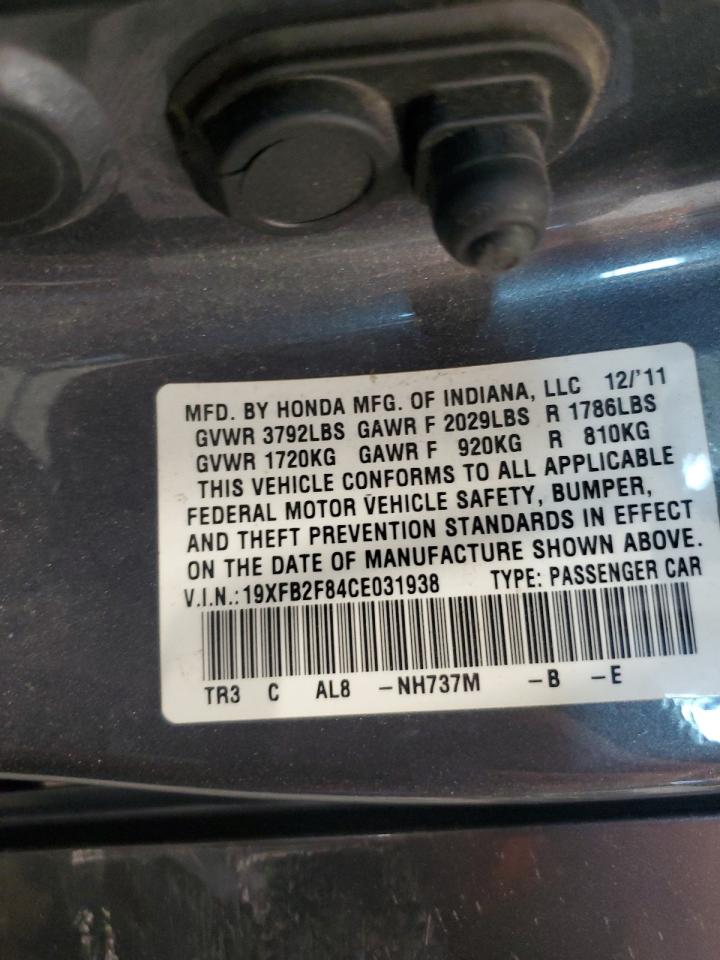 MFD. BY HONDA MFG. OF INDIANA, LLC 12/'11
GVWR 3792LBS GAWR F 2029LBS R 1786LBS
GVWR 1720KG GAWR F 920KG R 810KG
THIS VEHICLE CONFORMS TO ALL APPLICABLE
FEDERAL MOTOR VEHICLE SAFETY, BUMPER,
AND THEFT PREVENTION STANDARDS IN EFFECT
ON THE DATE OF MANUFACTURE SHOWN ABOVE.
V.I.N.:19XFB2F84CE031938 TYPE: PASSENGER CAR
TR3 C AL8 -NH737M -B -E